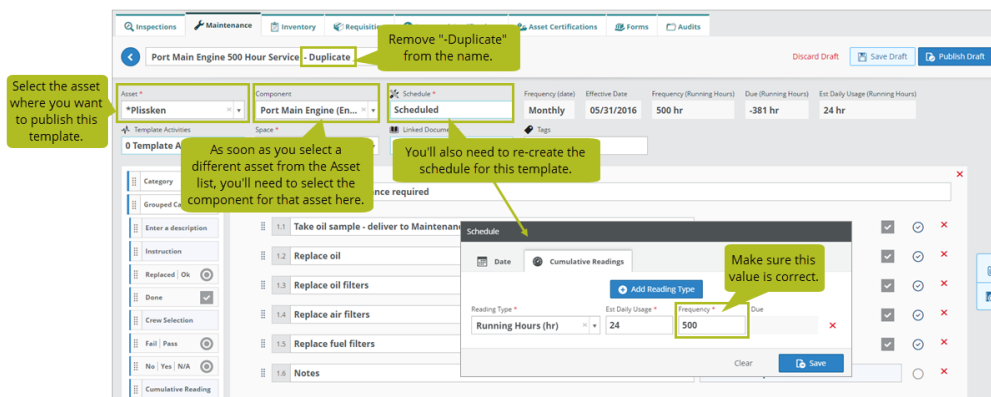 Inspections Maintenance Inventory Asset Certifications Forms Audits
Remove "-Duplicate"
from the name.
Port Main Engine 500 Hour Service - Duplicate
Discard Draft Save Draft Publish Draft
Select the asset
where you want
to publish this
template.
Asset * Component Schedule * Frequency (date) Effective Date Frequency (Running Hours) Due (Running Hours) Est Daily Usage (Running Hours)
*Plissken Port Main Engine (En... Scheduled Monthly 05/31/2016 500 hr -381 hr 24 hr
Template Activities Space * Linked Tags
0 Template
As soon as you select a
different asset from the Asset
list, you'll need to select the
component for that asset here.
You'll also need to re-create the
schedule for this template.
Category
required
Grouped
Enter a description 1.1 Take oil sample - deliver to
Instruction 1.2 Replace oil
Replaced Ok 1.3 Replace oil filters
Done 1.4 Replace air filters
Crew Selection
Fail Pass 1.5 Replace fuel filters
No Yes N/A 1.6 Notes
Cumulative Reading
Schedule
Date Cumulative Readings
Make sure this
value is correct.
Add Reading Type
Reading Type * Est Daily Usage * Frequency * Due
Running Hours (hr) 24 500
Clear Save